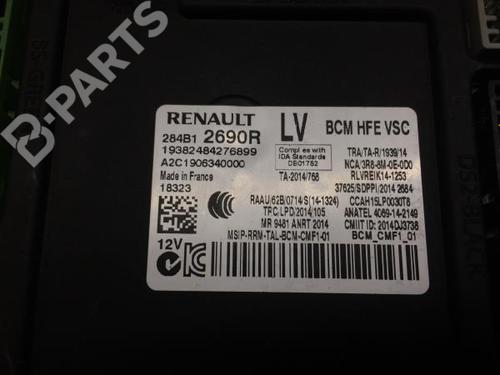 RENAULT LV BCM HFE VSC
284B1 2690R
19382484276899
A2C1906340000
Made in France
18323
Complies with
IDA Standards
DB01752
TA-2014/768
TRA/TA-R/1939/14
NCA/3R8-8M-0E-0D0
RLVREIK14-1253
37625/SDPPI/2014 2684
RAAU/62B/0714/S(14-1324)
TRC/LPD/2014/105
MR 9481 ANRT 2014
MSIP-RRM-TAL-BCM-CMF1-01
CCAH15LP0030T8
ANATEL 4069-14-2149
CMIIT ID: 2014DJ3738
BCM_CMF1_01
12V
B-PARTS